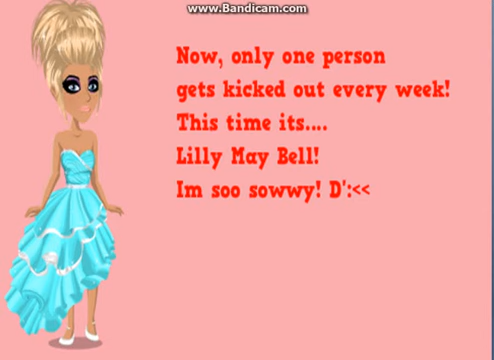 www.Bandicam.com
Now, only one person
gets kicked out every week!
This time its....
Lilly May Bell!
Im soo sowwy! D':<<